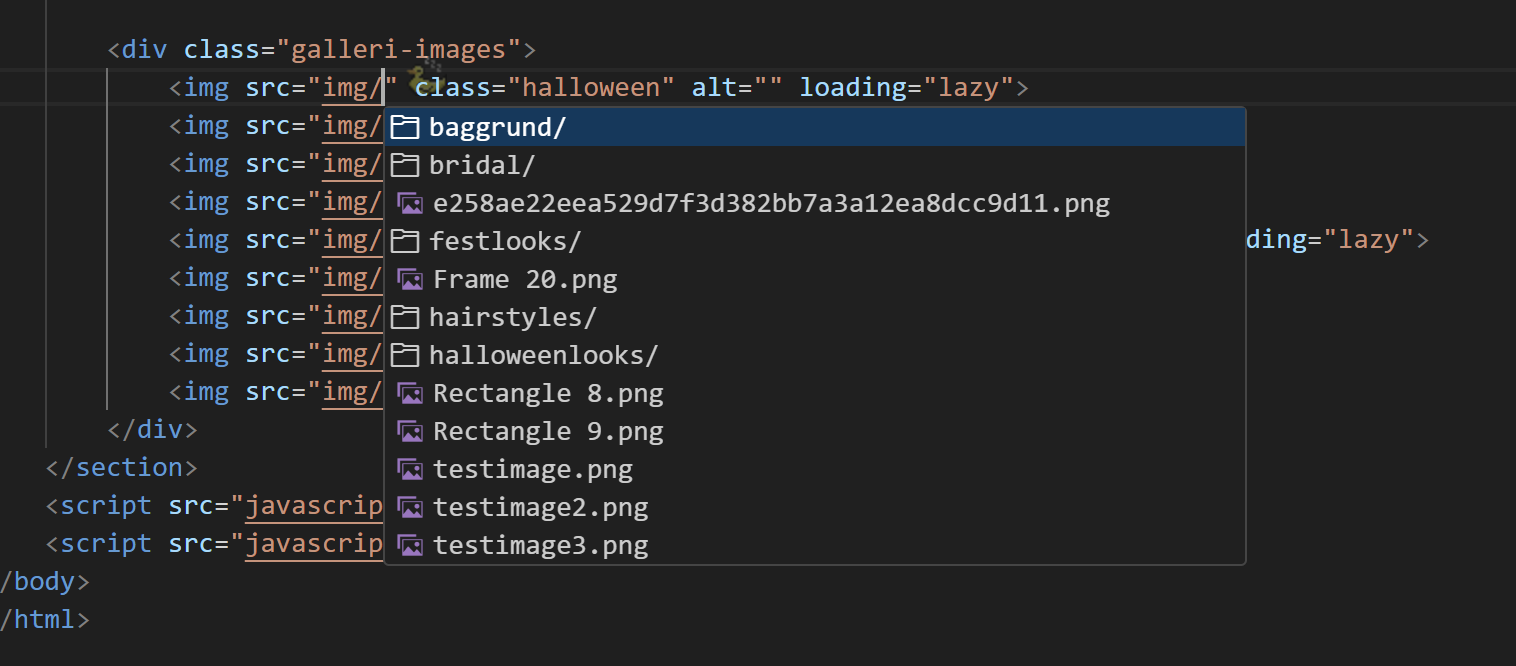 <div class="galleri-images">
<img src="img/" class="halloween" alt="" loading="lazy">
<img src="img/
baggrund/
<img src="img/
bridal/
<img src="img/
e258ae22eea529d7f3d382bb7a3a12ea8dcc9d11.png
<img src="img/
festlooks/
ding="lazy">
<img src="img/
Frame 20.png
<img src="img/
hairstyles/
<img src="img/
halloweenlooks/
<img src="img/
Rectangle 8.png
</div>
Rectangle 9.png
</section>
testimage.png
<script src="javascrip
testimage2.png
<script src="javascrip
testimage3.png
/body>
/html>